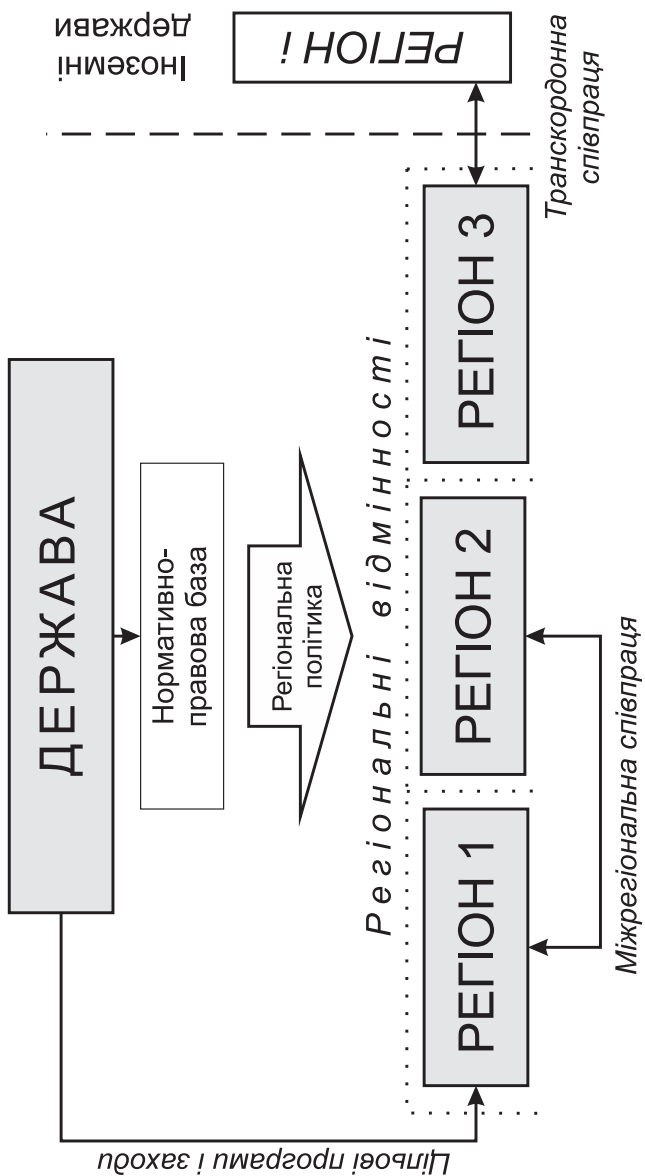 ДЕРЖАВА
Нормативно-
правова база
Регіональна
політика
Цільові програми і заходи
Регіональні відмінності
РЕГІОН 1
РЕГІОН 2
РЕГІОН 3
Міжрегіональна співпраця
Транскордонна
співпраця
Іноземні
держави
РЕГІОН і